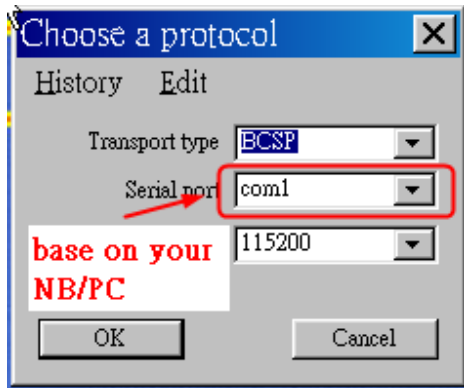 Choose a protocol
History Edit
Transport type BCSP
Serial port com1
base on your 115200
NB/PC
OK Cancel